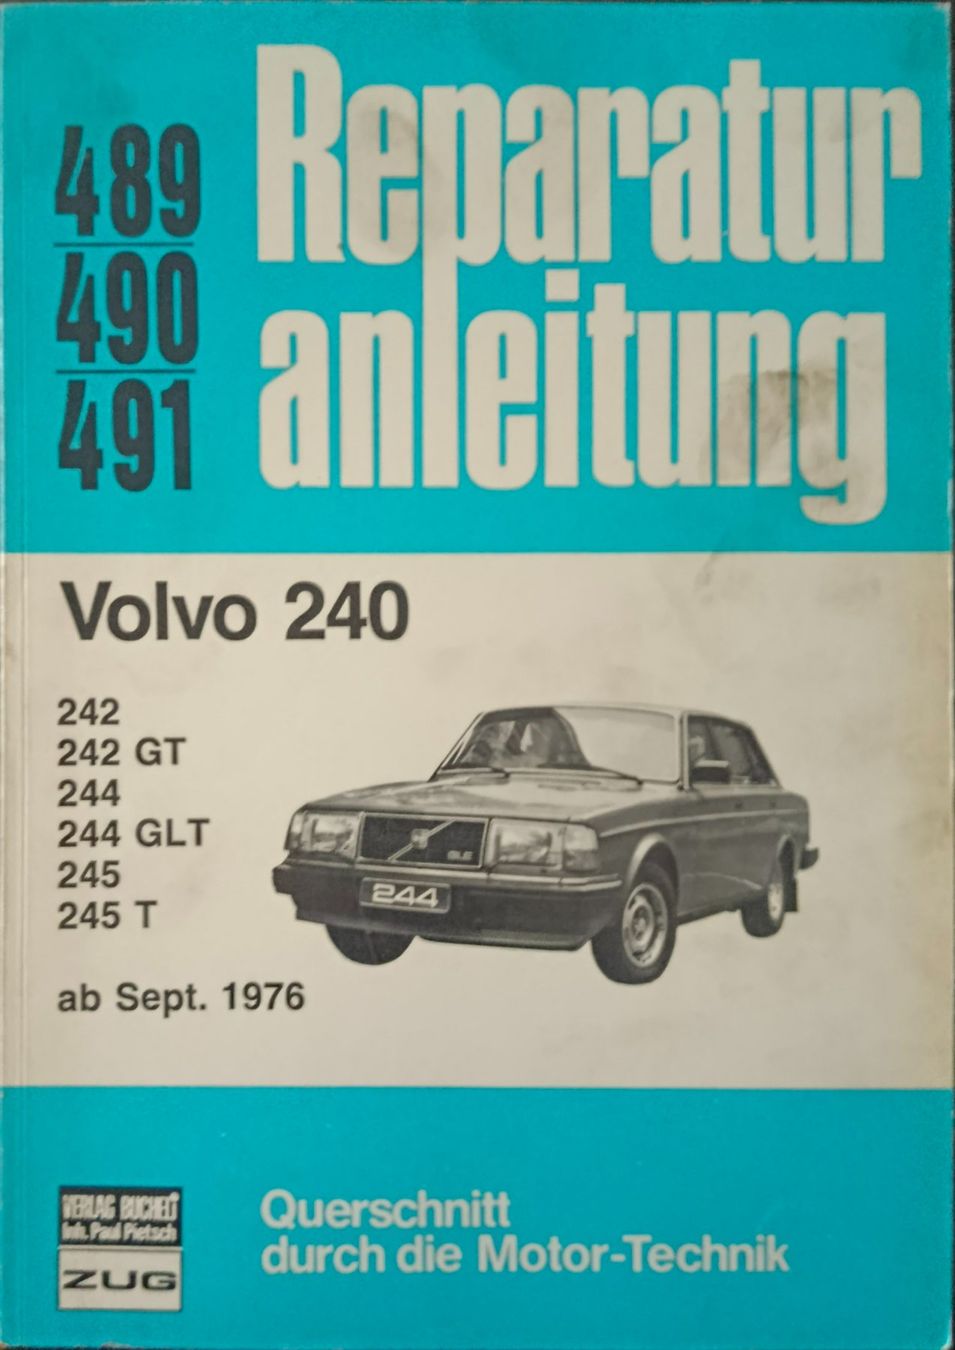 489
490
491
Reparatur
anleitung
Volvo 240
242
242 GT
244
244 GLT
245
245 T
ab Sept. 1976
GLE
244
VERLAG BUCHELI
Inh. Paul Pietsch
ZUG
Querschnitt
durch die Motor-Technik